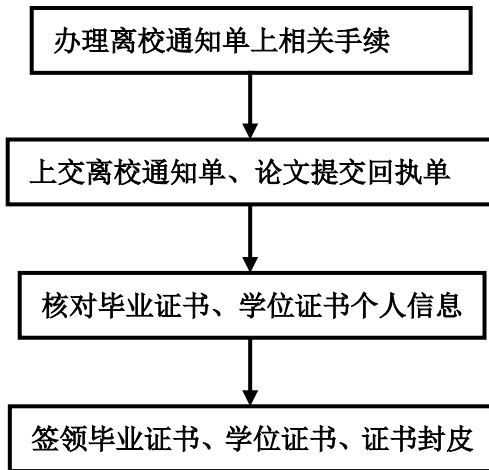 办理离校通知单上相关手续
上交离校通知单、论文提交回执单
核对毕业证书、学位证书个人信息
签领毕业证书、学位证书、证书封皮